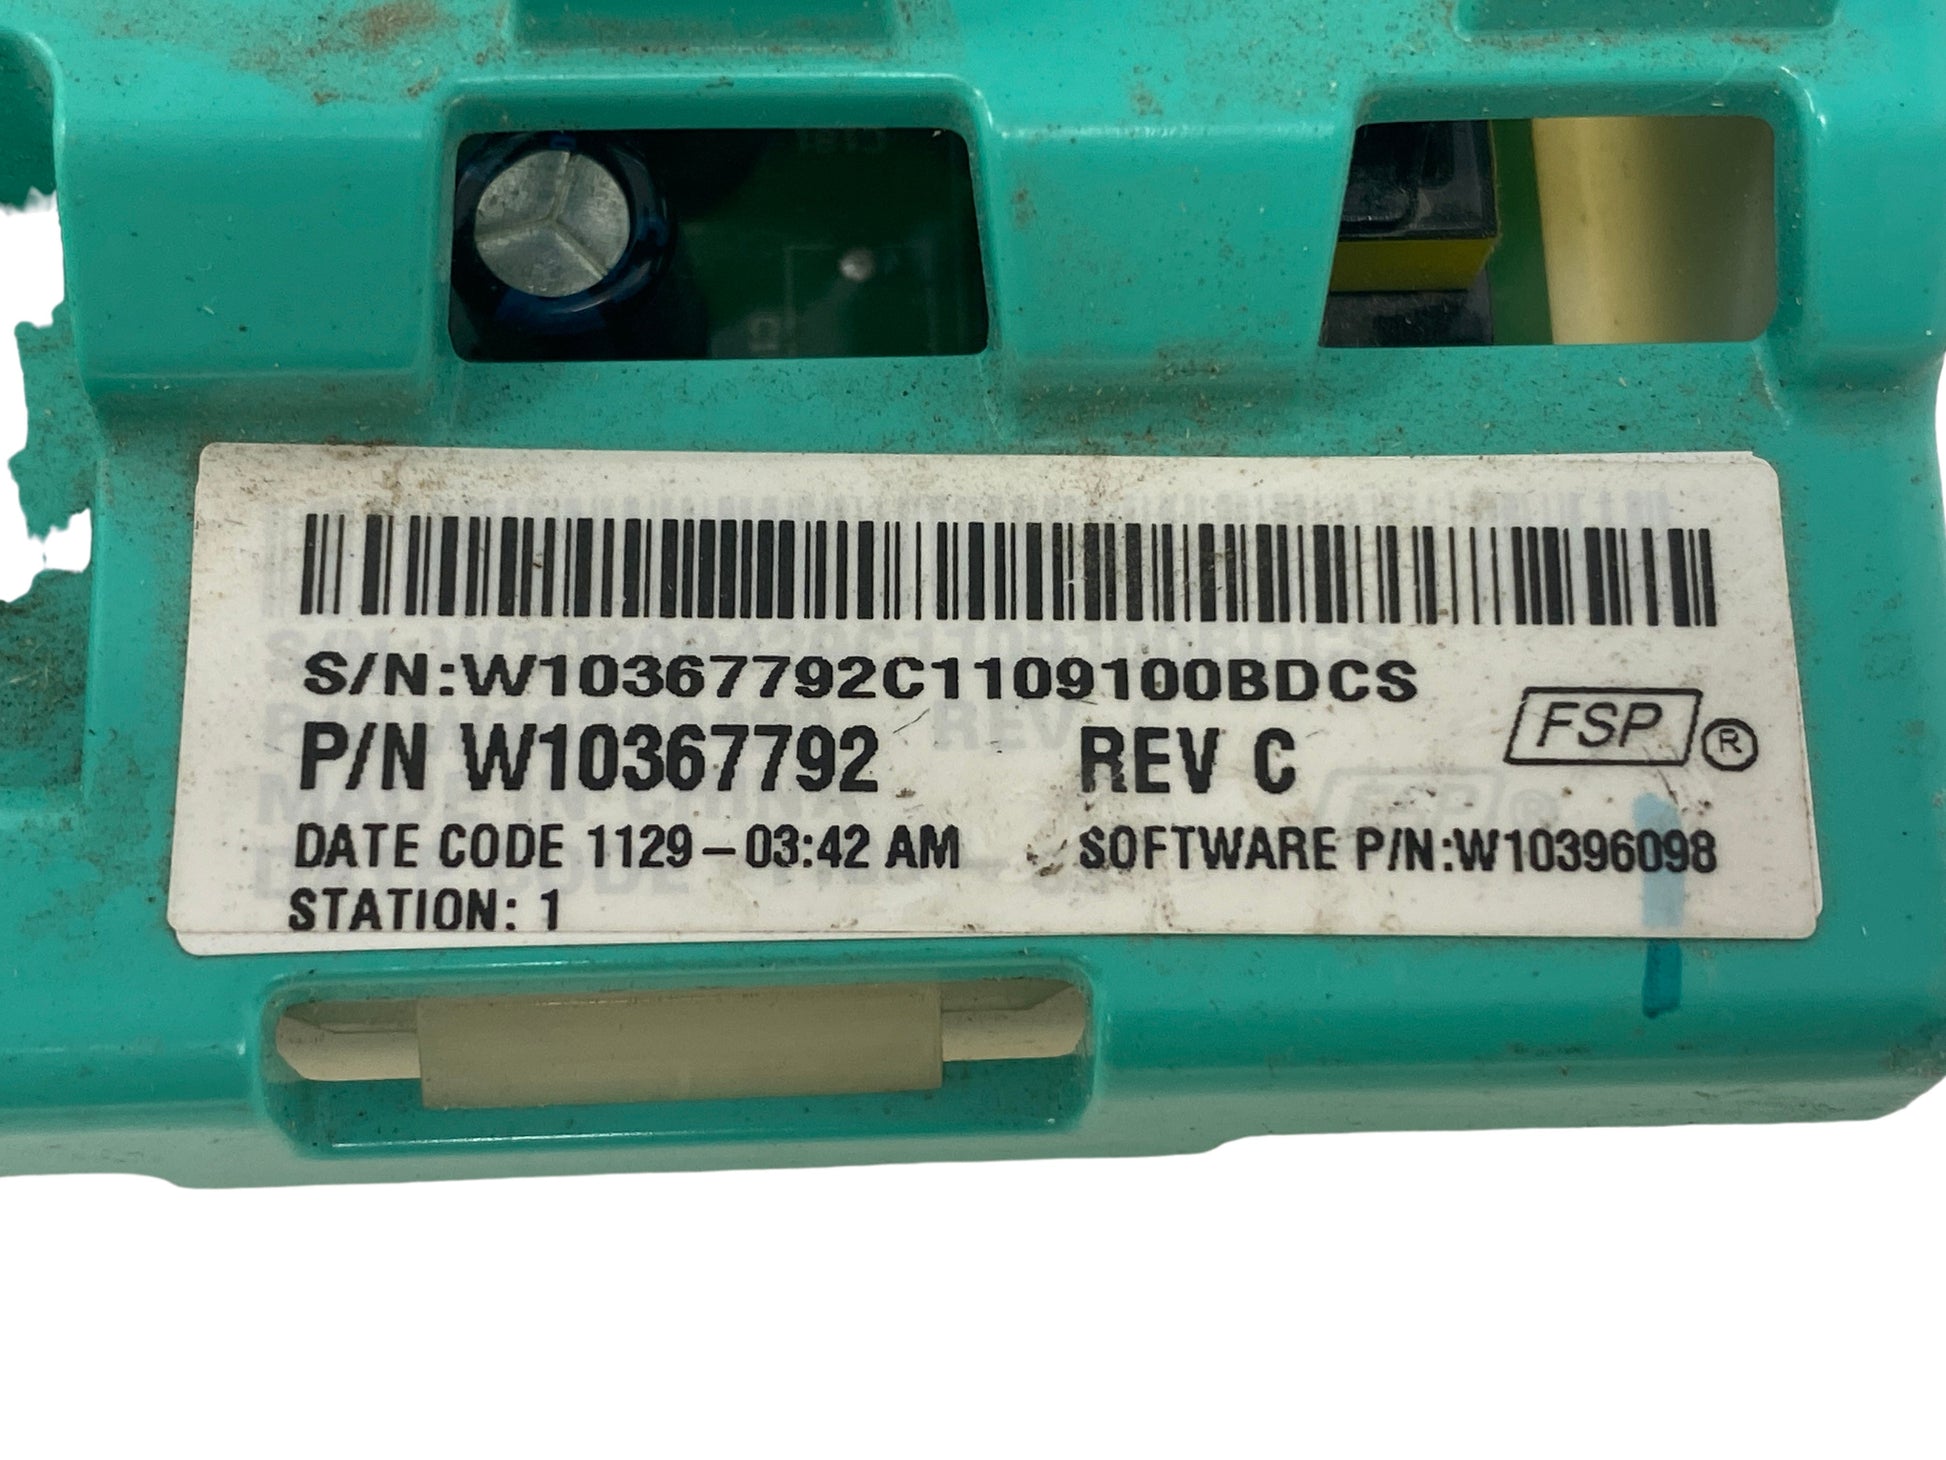 S/N:W10367792C1109100BDCS
P/N W10367792 REV C FSP ®
DATE CODE 1129-03:42 AM SOFTWARE P/N:W10396098
STATION: 1